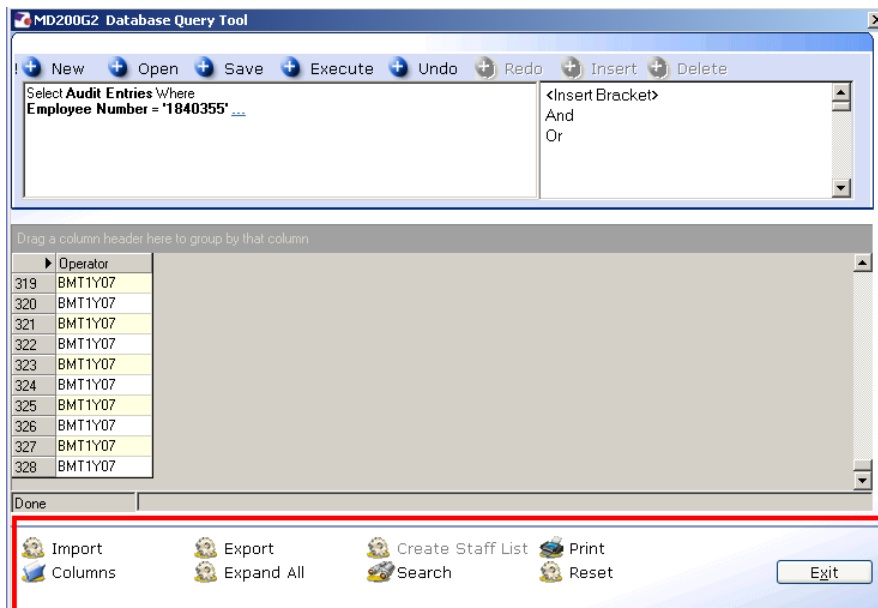 MD200G2 Database Query Tool
! New Open Save Execute Undo Redo Insert Delete
Select Audit Entries Where
Employee Number = '1840355' ...
<Insert Bracket>
And
Or
Drag a column header here to group by that column
Operator
319 BMT1Y07
320 BMT1Y07
321 BMT1Y07
322 BMT1Y07
323 BMT1Y07
324 BMT1Y07
325 BMT1Y07
326 BMT1Y07
327 BMT1Y07
328 BMT1Y07
Done
Import Export Create Staff List Print
Columns Expand All Search Reset Exit